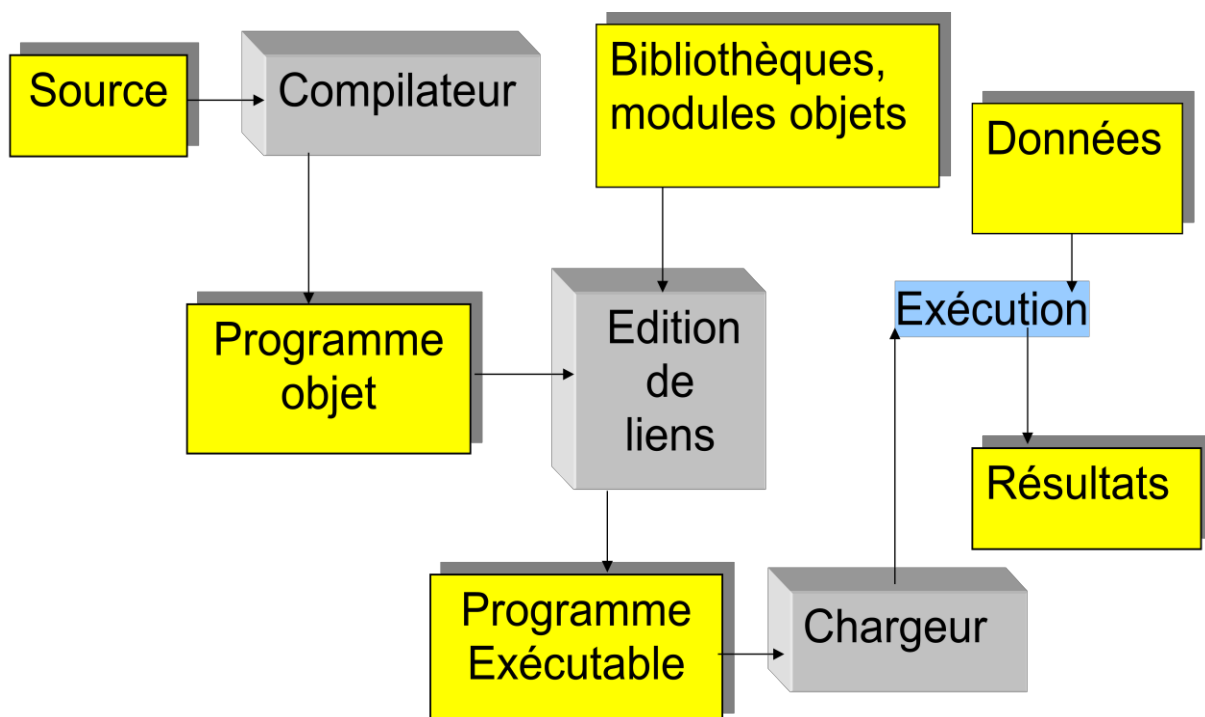 Source
Compilateur
Bibliothèques,
modules objets
Données
Programme
objet
Edition
de
liens
Exécution
Résultats
Programme
Exécutable
Chargeur